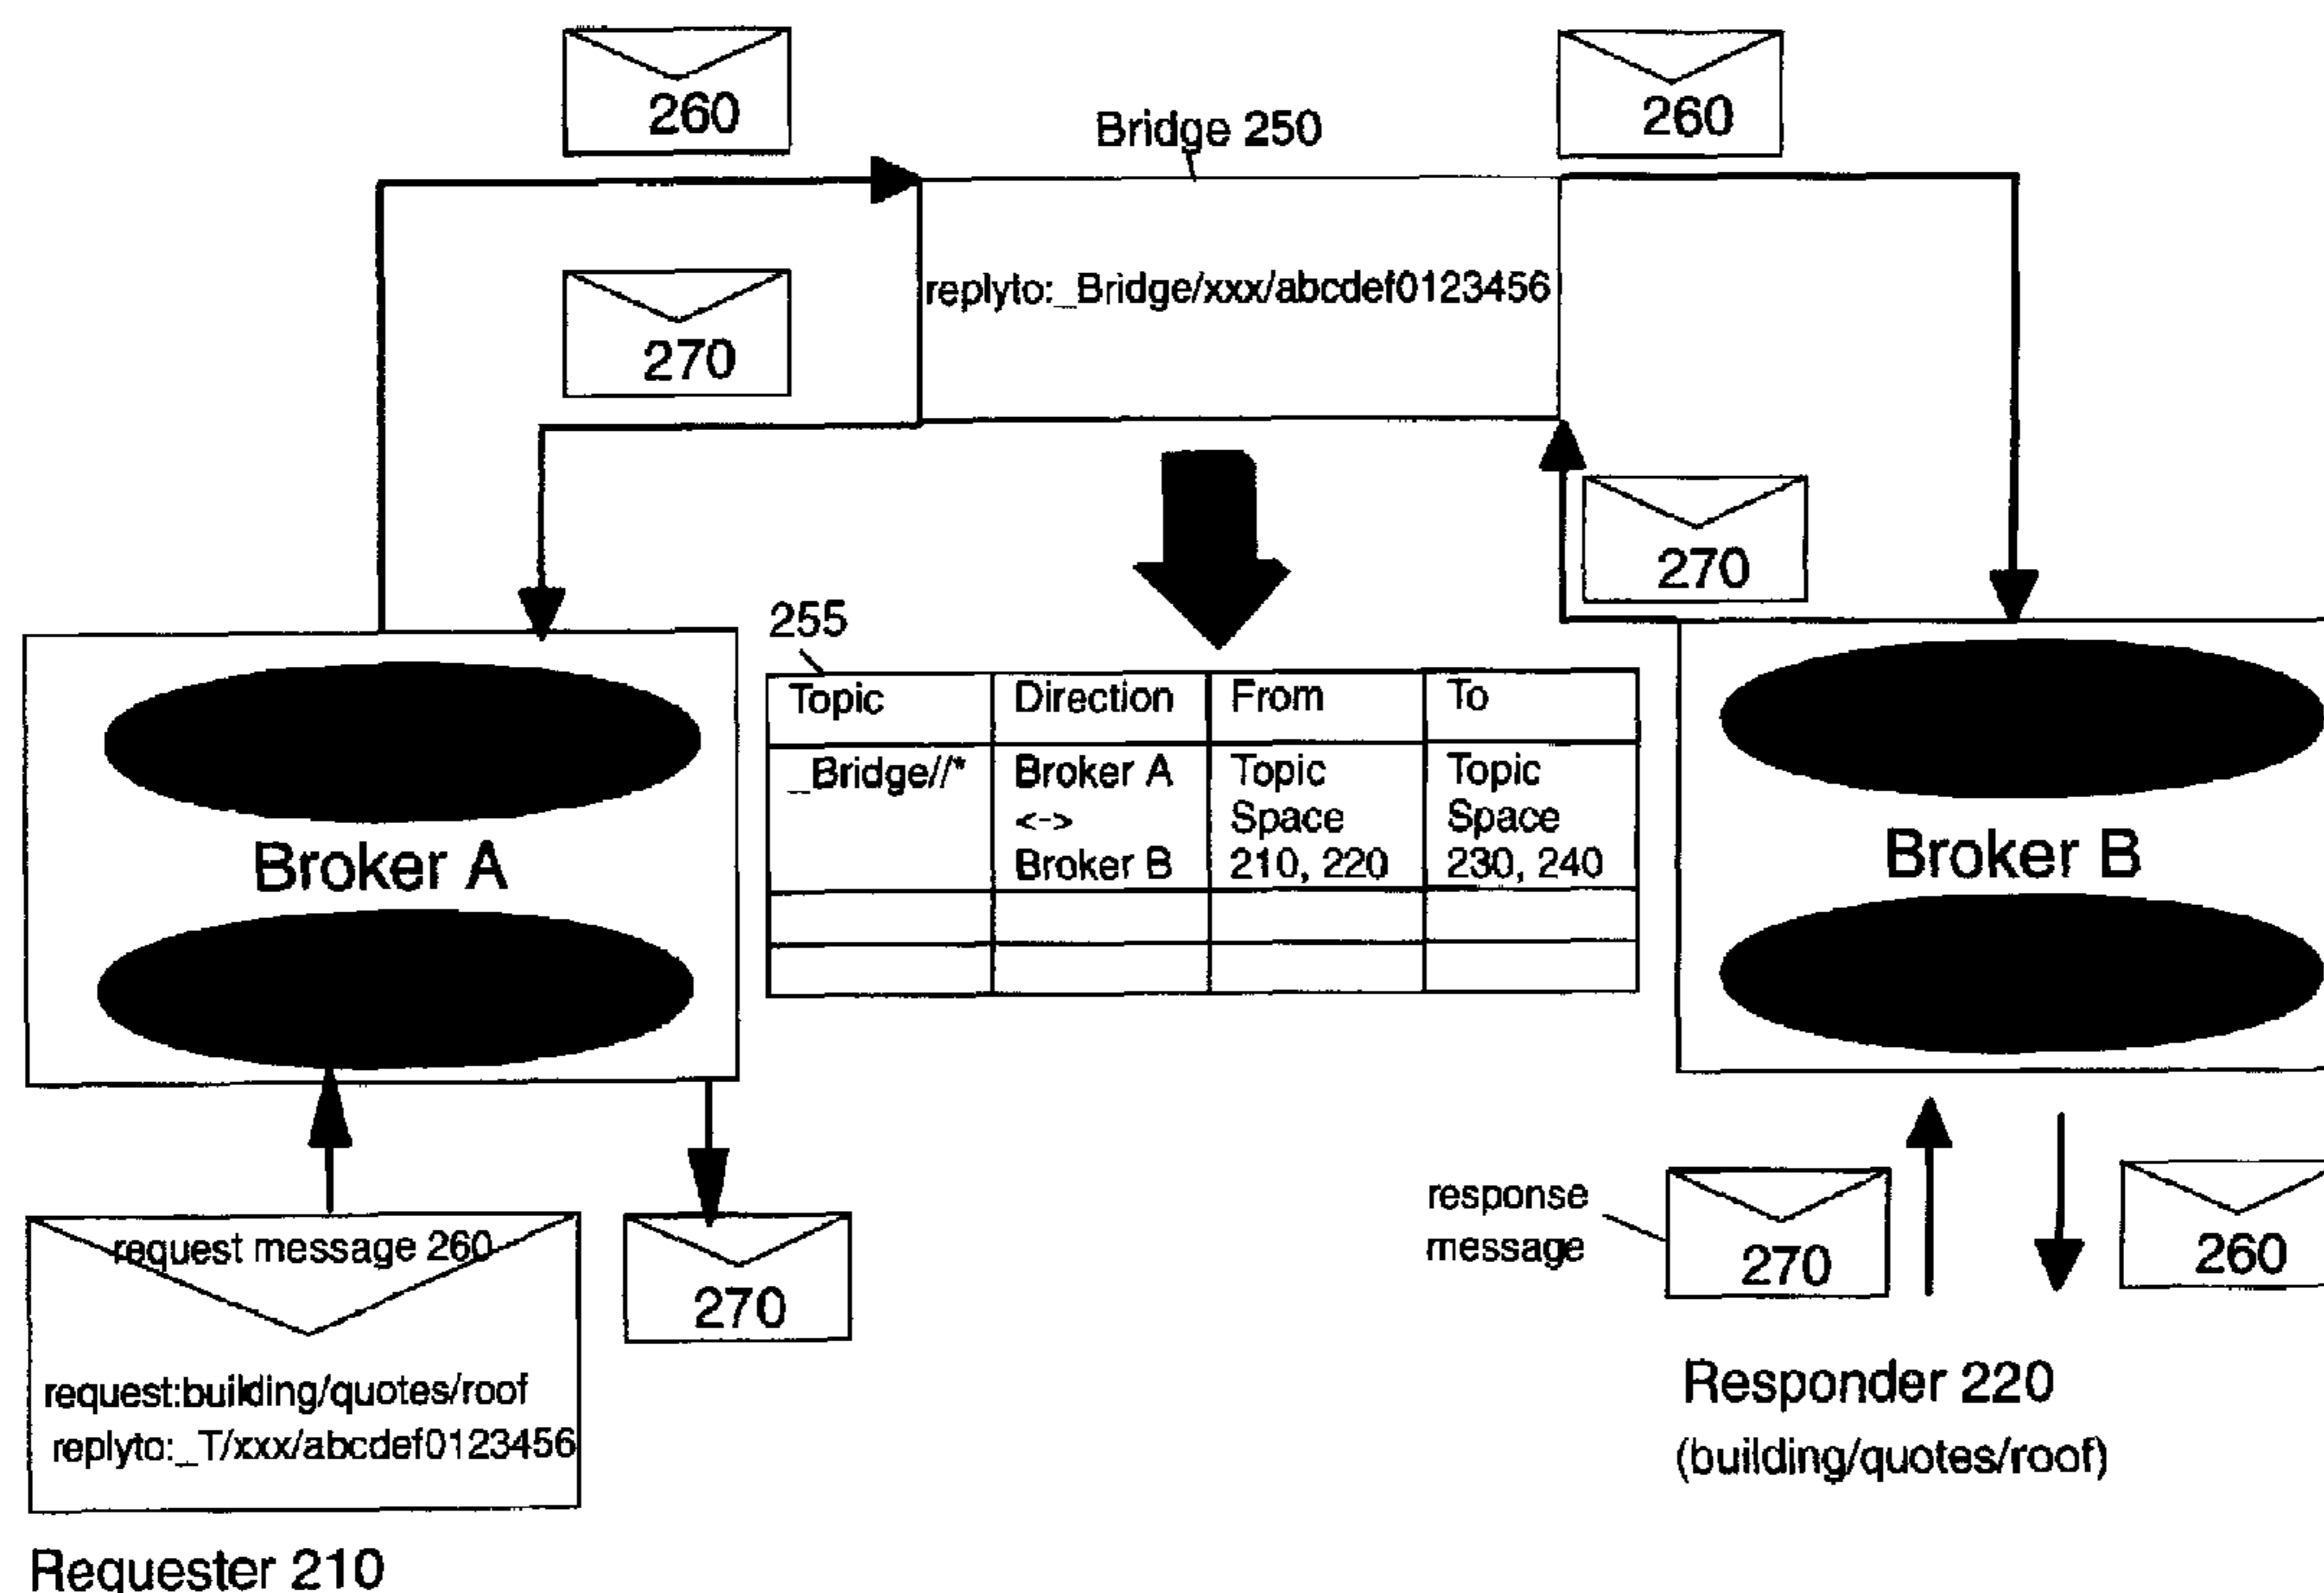 260
260
Bridge 250
replyto:_Bridge/xxx/abcdef0123456
270
270
255
Topic Direction From To
_Bridge//* Broker A Topic Topic
<-> Space Space
Broker B 210, 220 230, 240
Broker A
Broker B
request message 260
request:building/quotes/roof
replyto:_T/xxx/abcdef0123456
270
response
message
270
260
Responder 220
(building/quotes/roof)
Requester 210